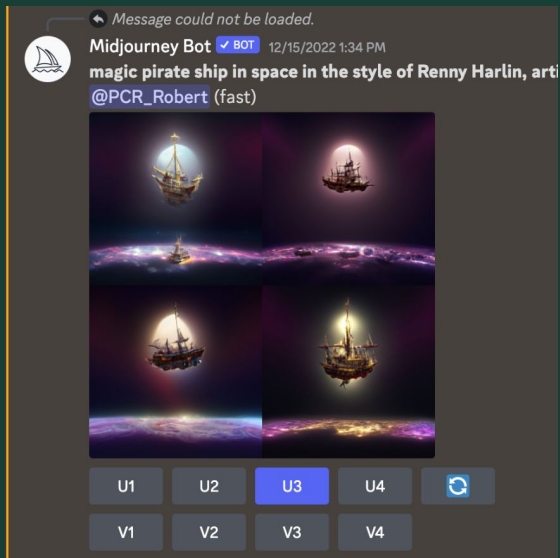 Message could not be loaded.
Midjourney Bot ✓ BOT 12/15/2022 1:34 PM
magic pirate ship in space in the style of Renny Harlin, arti
@PCR_Robert (fast)
U1 U2 U3 U4
V1 V2 V3 V4